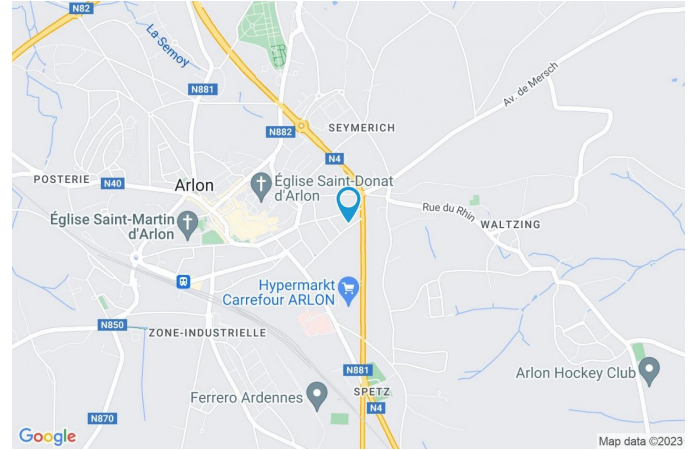 N82
La Semoy
N881
Av. de Mersch
N882
SEYMERICH
N4
POSTERIE
N40
Arlon
Église Saint-Donat
d'Arlon
Rue du Rhin
WALTZING
Église Saint-Martin
d'Arlon
Hypermarkt
Carrefour ARLON
N850
ZONE-INDUSTRIELLE
N881
Arlon Hockey Club
SPETZ
Ferrero Ardennes
N4
N870
Google
Map data ©2023